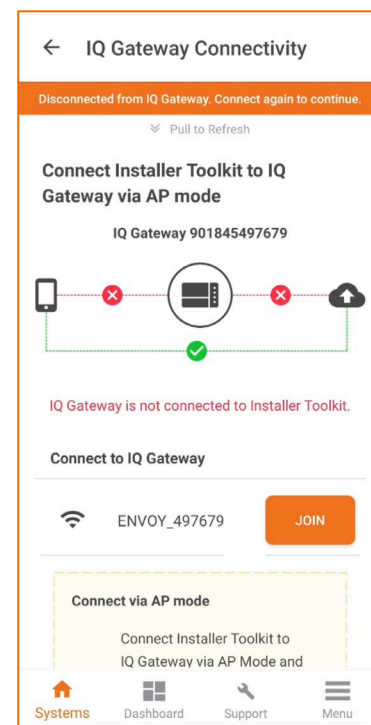 IQ Gateway Connectivity
Disconnected from IQ Gateway. Connect again to continue.
Pull to Refresh
Connect Installer Toolkit to IQ
Gateway via AP mode
IQ Gateway 901845497679
IQ Gateway is not connected to Installer Toolkit.
Connect to IQ Gateway
ENVOY_497679
JOIN
Connect via AP mode
Connect Installer Toolkit to
IQ Gateway via AP Mode and
Systems Dashboard Support Menu